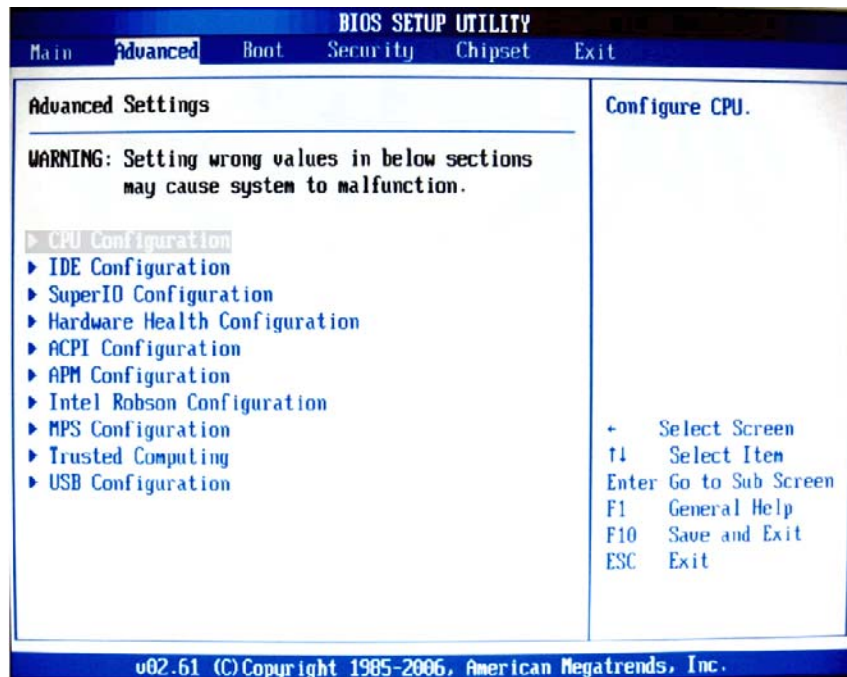 BIOS SETUP UTILITY
Main Advanced Boot Security Chipset Exit
Advanced Settings
WARNING: Setting wrong values in below sections
may cause system to malfunction.
▶ CPU Configuration
▶ IDE Configuration
▶ SuperIO Configuration
▶ Hardware Health Configuration
▶ ACPI Configuration
▶ APM Configuration
▶ Intel Robson Configuration
▶ MPS Configuration
▶ Trusted Computing
▶ USB Configuration
Configure CPU.
← Select Screen
↑↓ Select Item
Enter Go to Sub Screen
F1 General Help
F10 Save and Exit
ESC Exit
v02.61 (C)Copyright 1985-2006, American Megatrends, Inc.